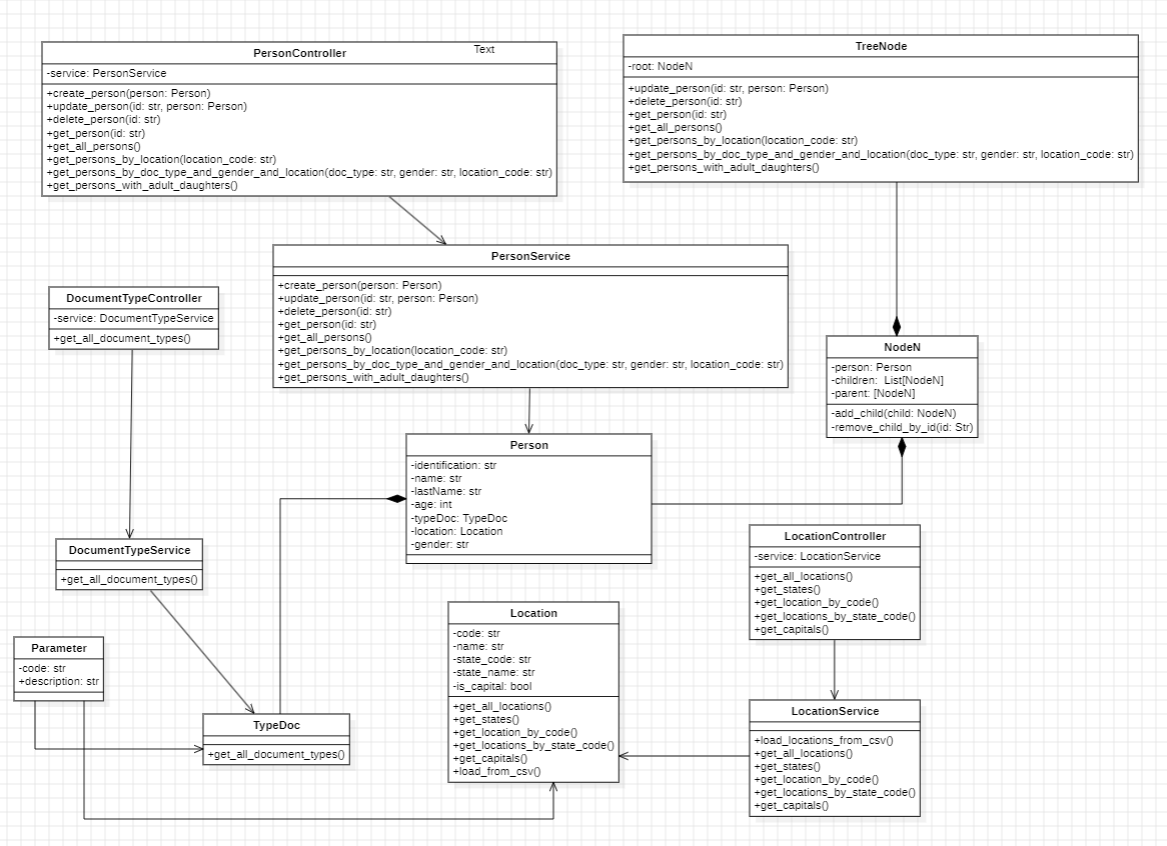 PersonController
Text
-service: PersonService
+create_person(person: Person)
+update_person(id: str, person: Person)
+delete_person(id: str)
+get_person(id: str)
+get_all_persons()
+get_persons_by_location(location_code: str)
+get_persons_by_doc_type_and_gender_and_location(doc_type: str, gender: str, location_code: str)
+get_persons_with_adult_daughters()
TreeNode
-root: NodeN
+update_person(id: str, person: Person)
+delete_person(id: str)
+get_person(id: str)
+get_all_persons()
+get_persons_by_location(location_code: str)
+get_persons_by_doc_type_and_gender_and_location(doc_type: str, gender: str, location_code: str)
+get_persons_with_adult_daughters()
PersonService
+create_person(person: Person)
+update_person(id: str, person: Person)
+delete_person(id: str)
+get_person(id: str)
+get_all_persons()
+get_persons_by_location(location_code: str)
+get_persons_by_doc_type_and_gender_and_location(doc_type: str, gender: str, location_code: str)
+get_persons_with_adult_daughters()
DocumentTypeController
-service: DocumentTypeService
+get_all_document_types()
NodeN
-person: Person
-children:  List[NodeN]
-parent: [NodeN]
-add_child(child: NodeN)
-remove_child_by_id(id: Str)
Person
-identification: str
-name: str
-lastName: str
-age: int
-typeDoc: TypeDoc
-location: Location
-gender: str
DocumentTypeService
+get_all_document_types()
LocationController
-service: LocationService
+get_all_locations()
+get_states()
+get_location_by_code()
+get_locations_by_state_code()
+get_capitals()
Location
-code: str
-name: str
-state_code: str
-state_name: str
-is_capital: bool
+get_all_locations()
+get_states()
+get_location_by_code()
+get_locations_by_state_code()
+get_capitals()
+load_from_csv()
Parameter
-code: str
+description: str
TypeDoc
+get_all_document_types()
LocationService
+load_locations_from_csv()
+get_all_locations()
+get_states()
+get_location_by_code()
+get_locations_by_state_code()
+get_capitals()